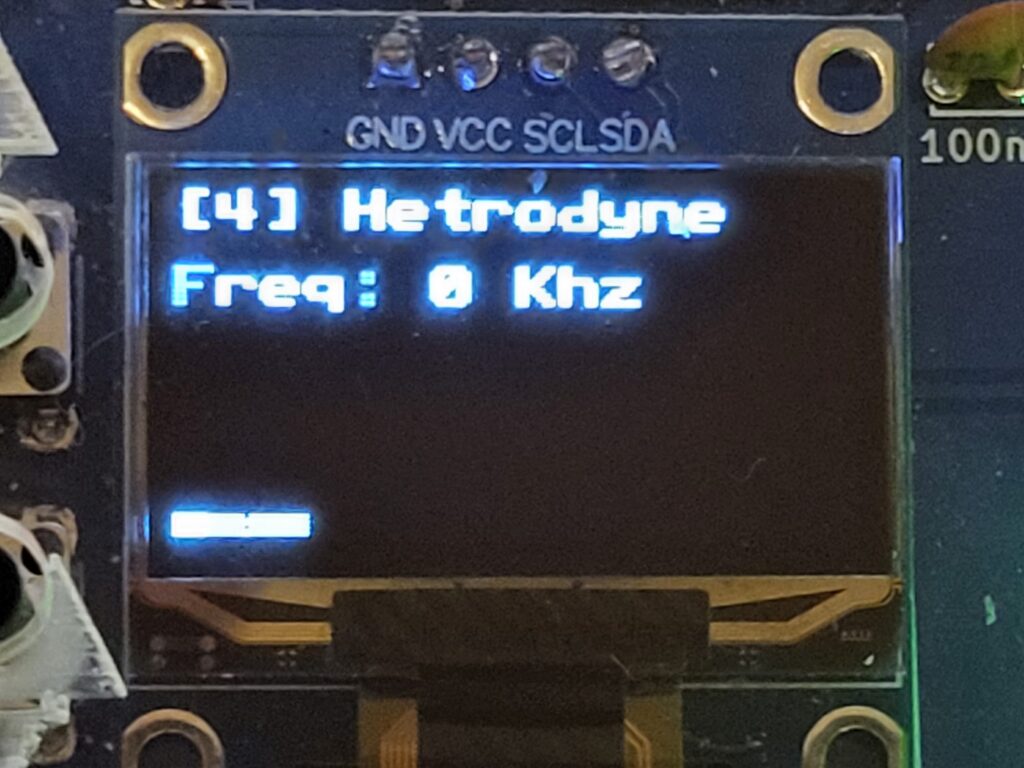 GND VCC SCL SDA
100n
[4] Hetrodyne
Freq: 0 Khz